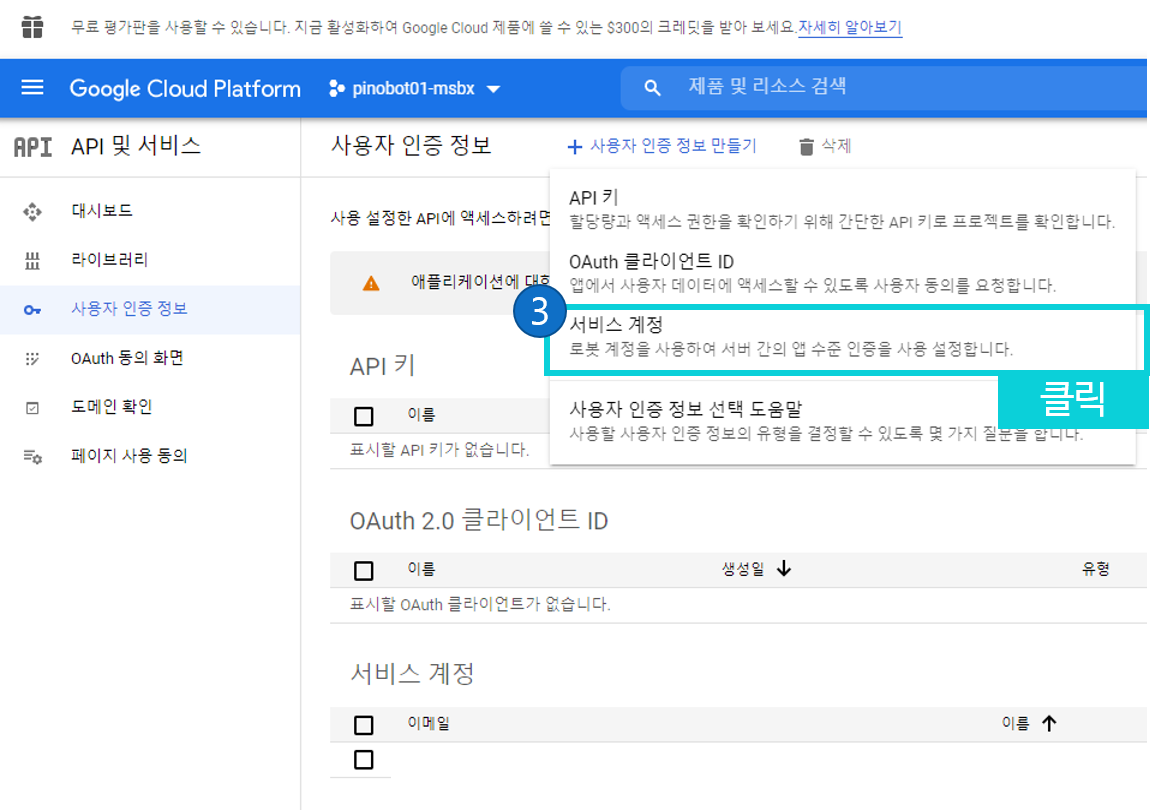 무료 평가판을 사용할 수 있습니다. 지금 활성화하여 Google Cloud 제품에 쓸 수 있는 $300의 크레딧을 받아 보세요. 자세히 알아보기
Google Cloud Platform
pinobot01-msbx
제품 및 리소스 검색
API
API 및 서비스
대시보드
라이브러리
사용자 인증 정보
OAuth 동의 화면
도메인 확인
페이지 사용 동의
사용자 인증 정보
+ 사용자 인증 정보 만들기
삭제
사용 설정한 API에 액세스하려면
애플리케이션에 대한
API 키
할당량과 액세스 권한을 확인하기 위해 간단한 API 키로 프로젝트를 확인합니다.
OAuth 클라이언트 ID
앱에서 사용자 데이터에 액세스할 수 있도록 사용자 동의를 요청합니다.
3
서비스 계정
로봇 계정을 사용하여 서버 간의 앱 수준 인증을 사용 설정합니다.
클릭
사용자 인증 정보 선택 도움말
사용할 사용자 인증 정보의 유형을 결정할 수 있도록 몇 가지 질문을 합니다.
API 키
이름
표시할 API 키가 없습니다.
OAuth 2.0 클라이언트 ID
이름
생성일
유형
표시할 OAuth 클라이언트가 없습니다.
서비스 계정
이메일
이름